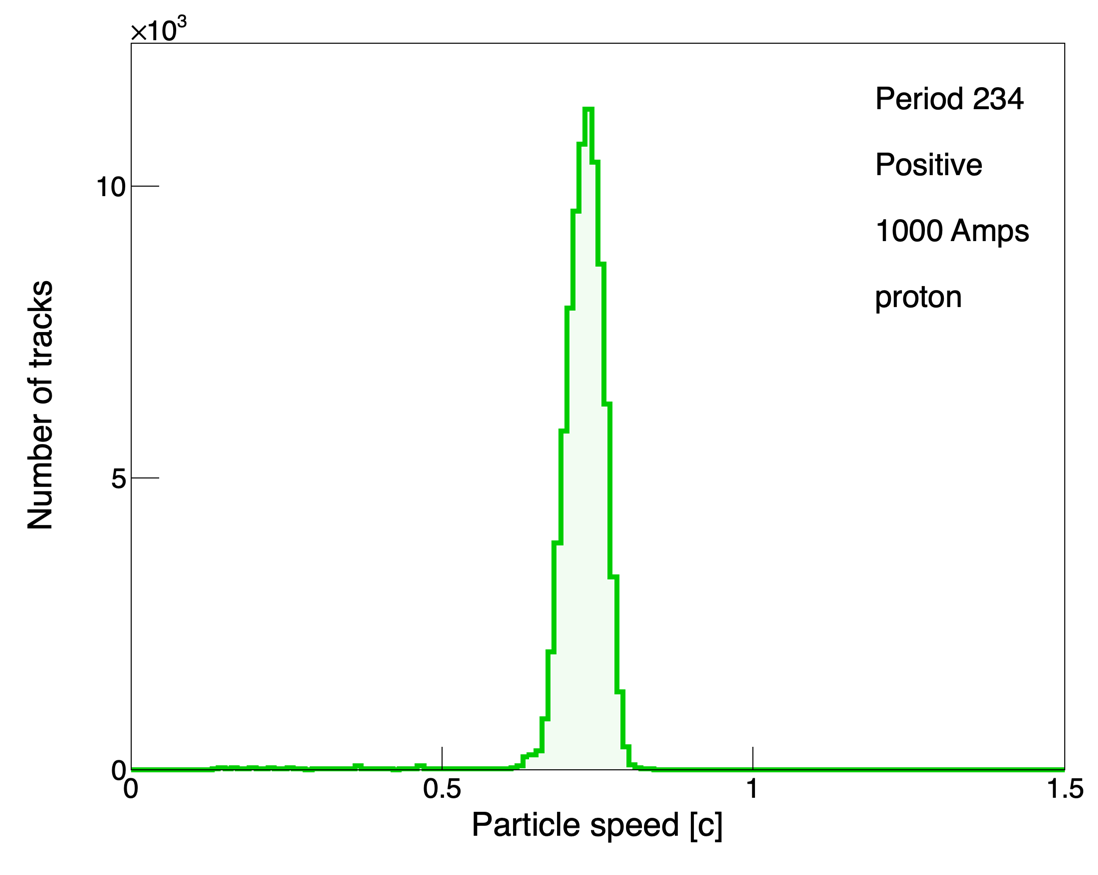 ×10³
Period 234
Positive
1000 Amps
proton
10
5
0
Number of tracks
0
0.5
1
1.5
Particle speed [c]